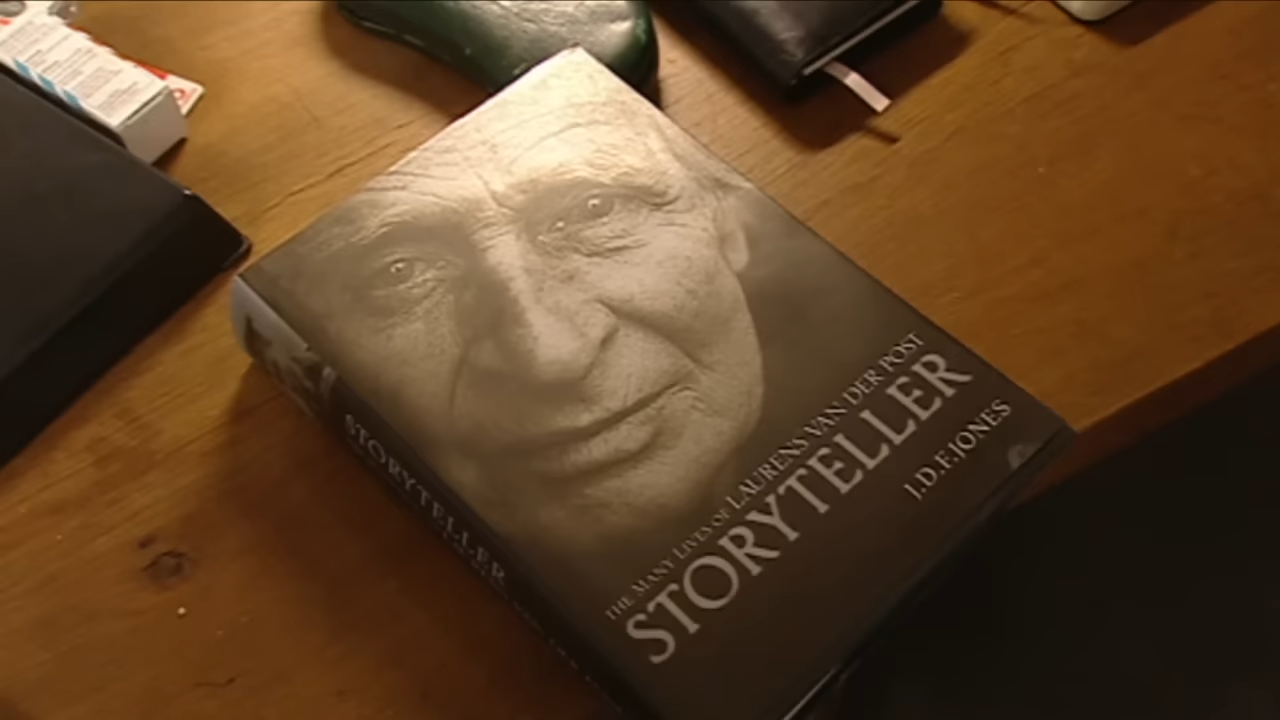 THE MANY LIVES OF LAURENS VAN DER POST
STORYTELLER
J.D.F. JONES
STORYTELLER